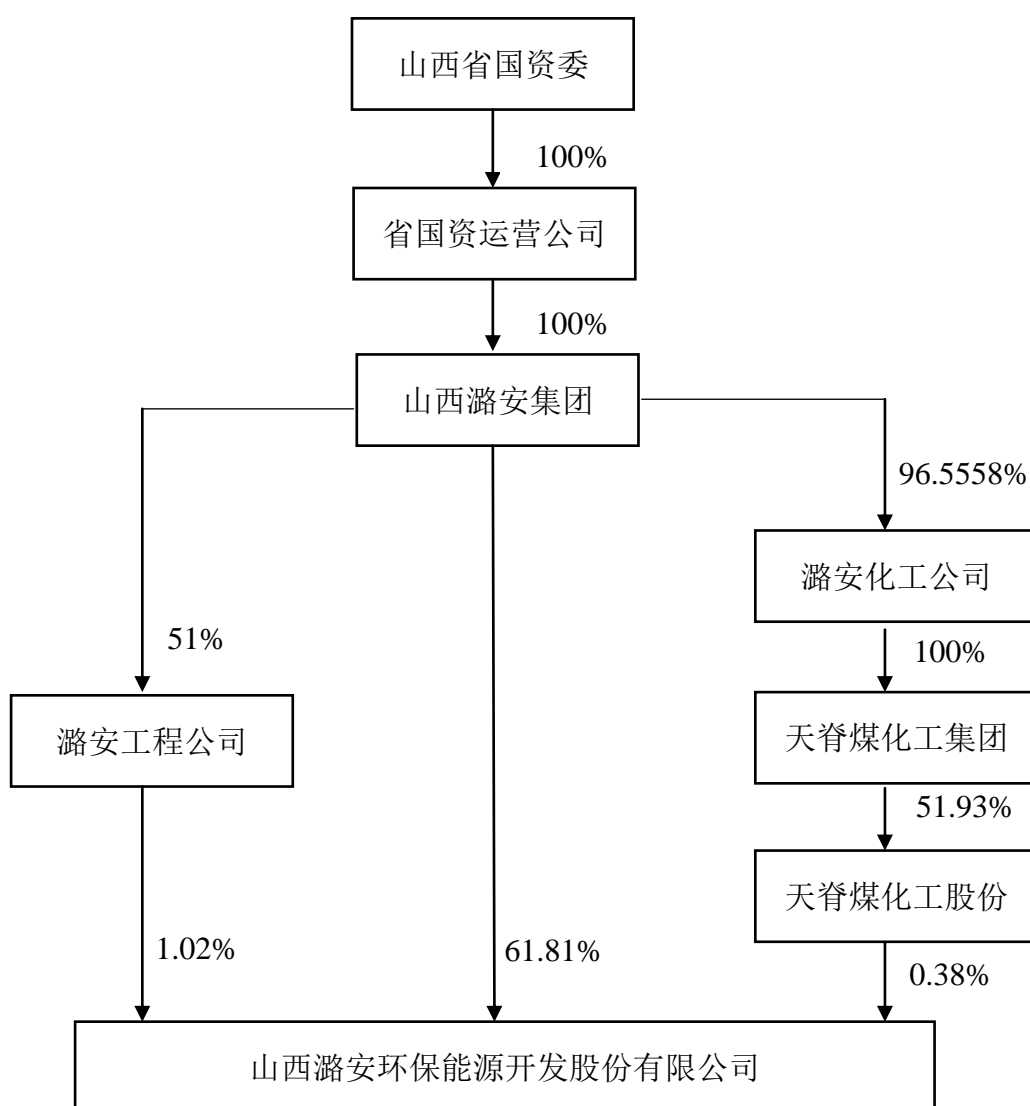 山西省国资委
100%
省国资运营公司
100%
山西潞安集团
96.5558%
潞安化工公司
51%
100%
潞安工程公司
天脊煤化工集团
51.93%
天脊煤化工股份
1.02%
61.81%
0.38%
山西潞安环保能源开发股份有限公司